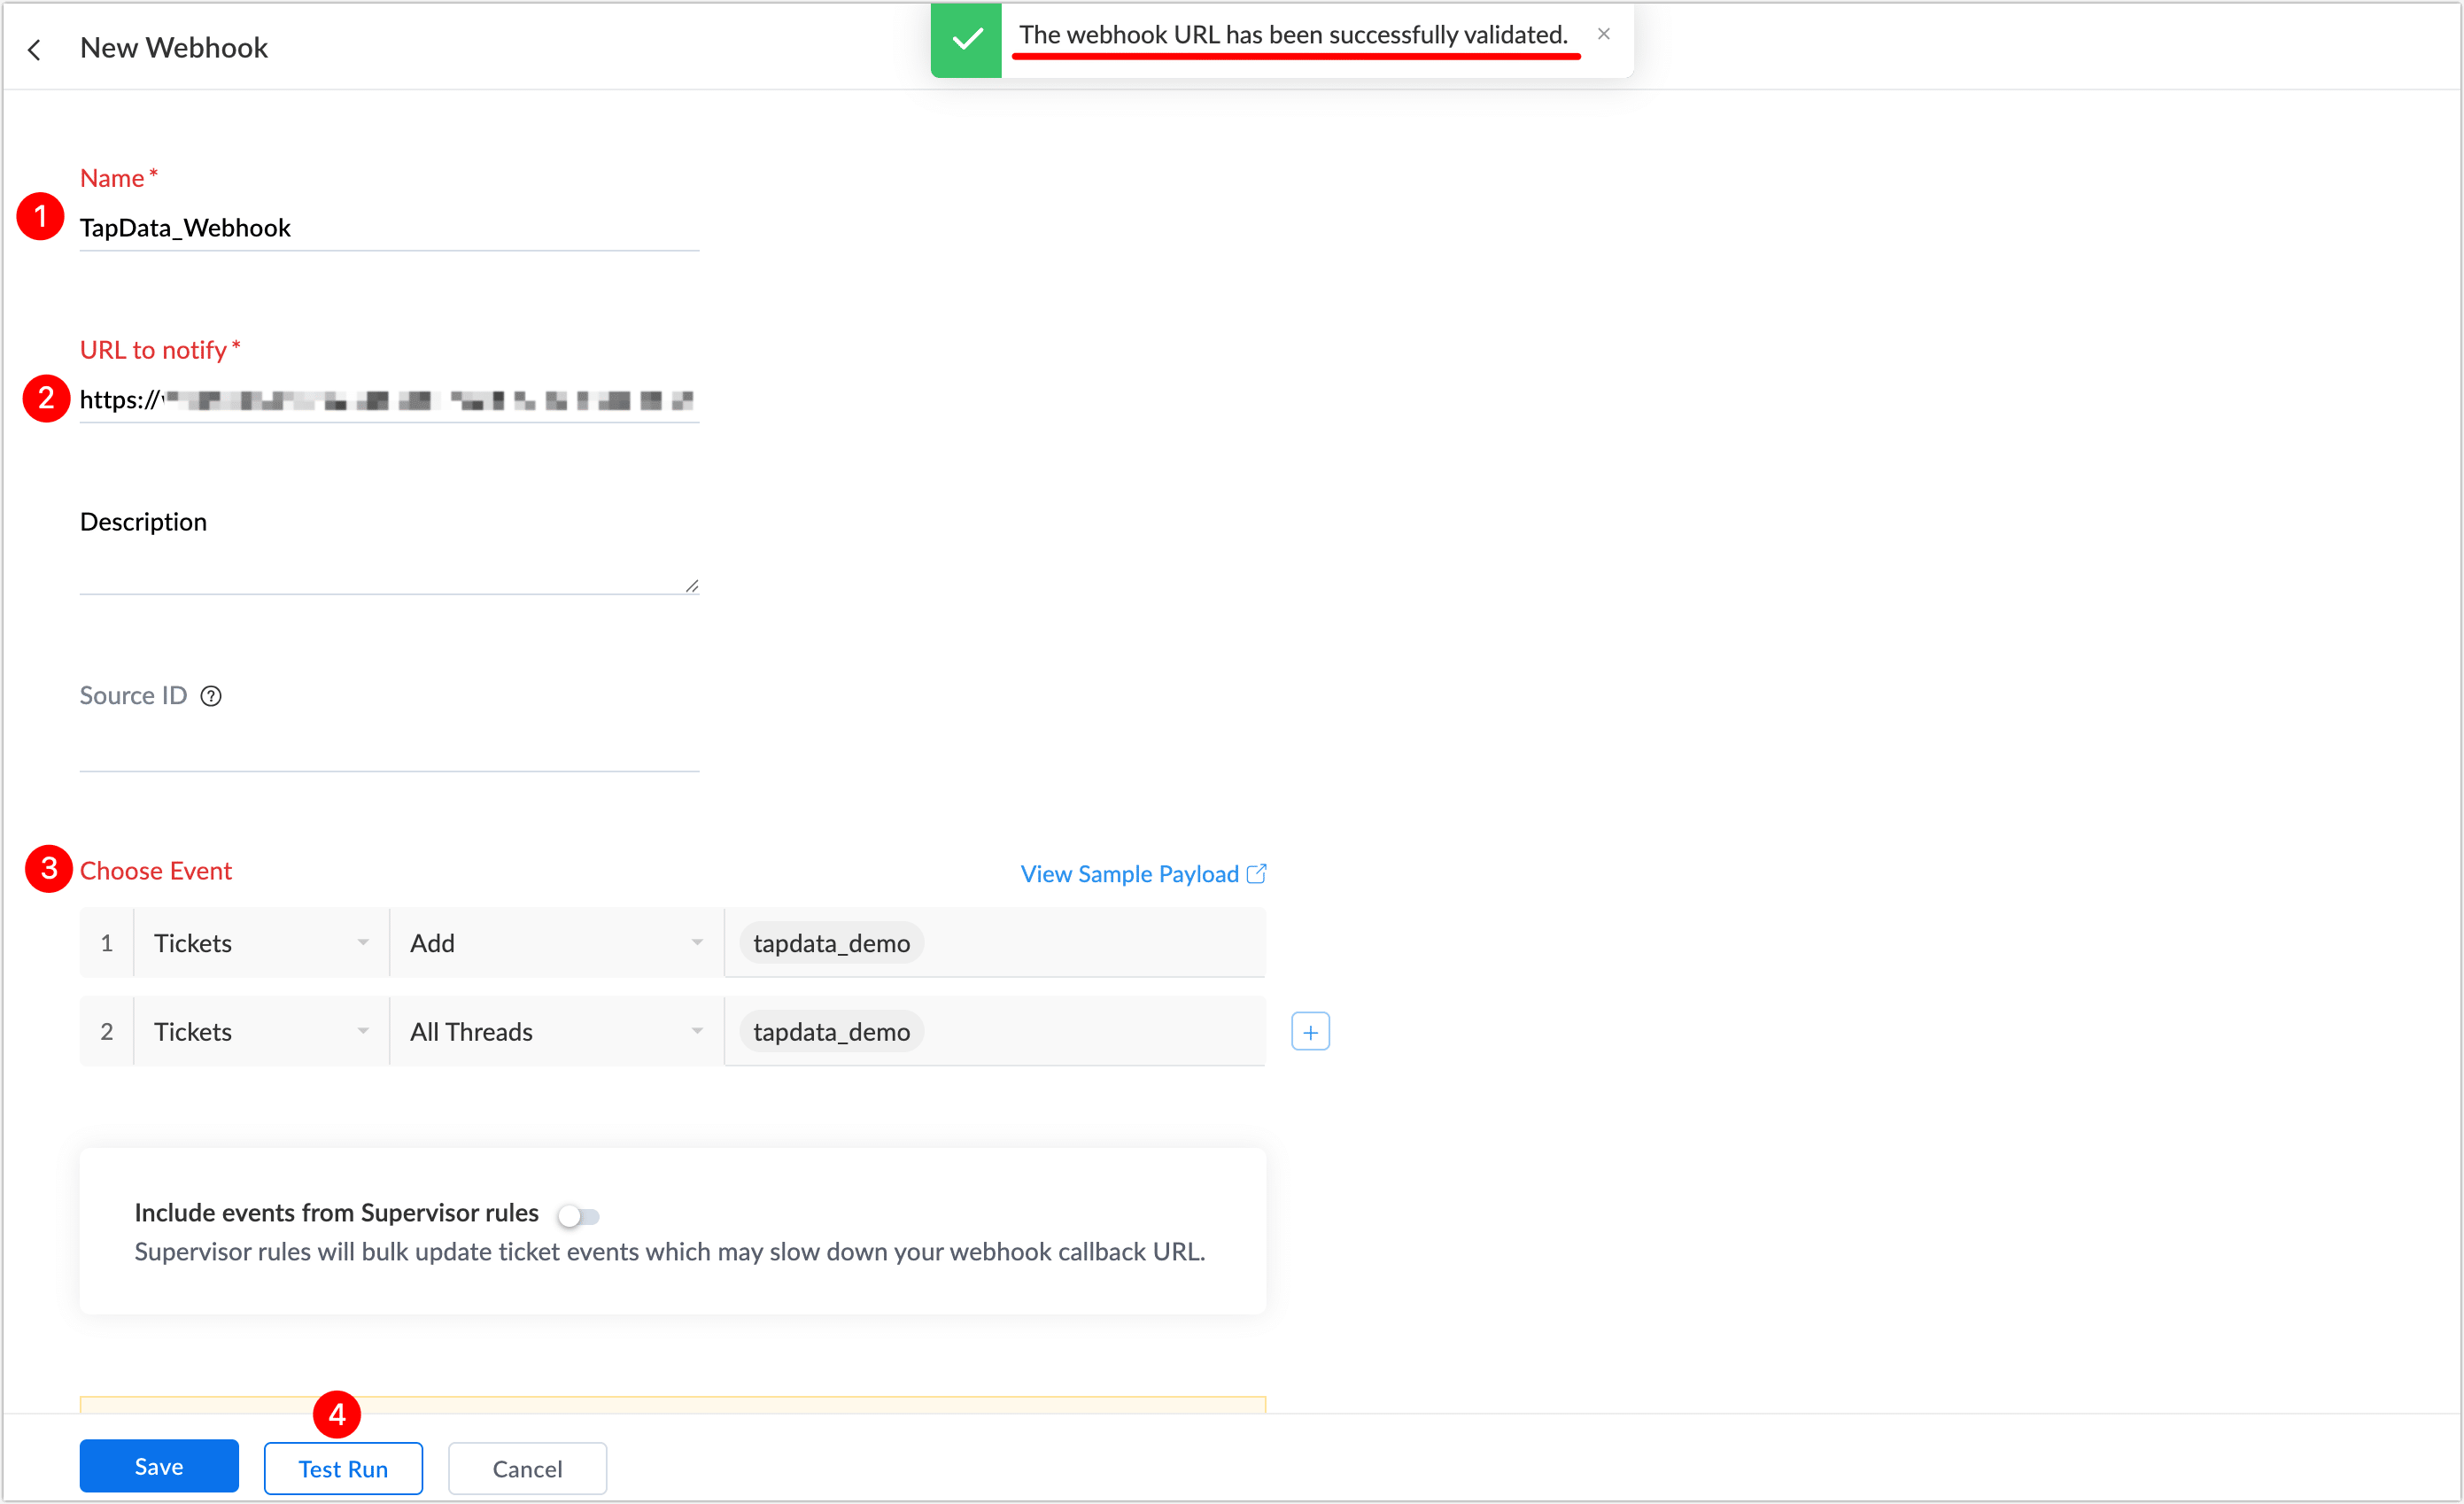 New Webhook
The webhook URL has been successfully validated.
Name *
1
TapData_Webhook
URL to notify *
2
https://
Description
Source ID
3 Choose Event
View Sample Payload
1 Tickets Add tapdata_demo
2 Tickets All Threads tapdata_demo
Include events from Supervisor rules
Supervisor rules will bulk update ticket events which may slow down your webhook callback URL.
4
Save Test Run Cancel